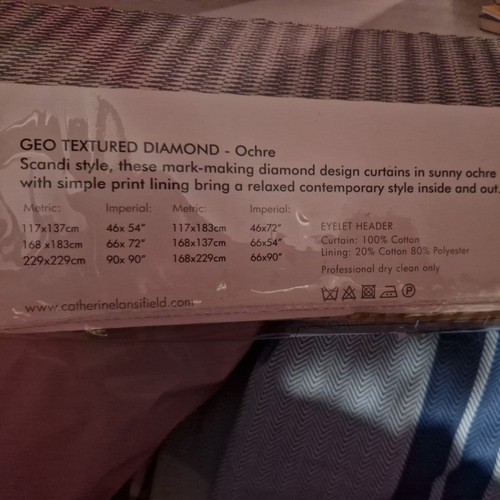 GEO TEXTURED DIAMOND - Ochre
Scandi style, these mark-making diamond design curtains in sunny ochre
with simple print lining bring a relaxed contemporary style inside and out.
Metric: Imperial: Metric: Imperial:
117x137cm 46x 54" 117x183cm 46x72"
168 x183cm 66x 72" 168x137cm 66x54"
229x229cm 90x 90" 168x229cm 66x90"
EYELET HEADER
Curtain: 100% Cotton
Lining: 20% Cotton 80% Polyester
Professional dry clean only
P
www.catherinelansifield.com